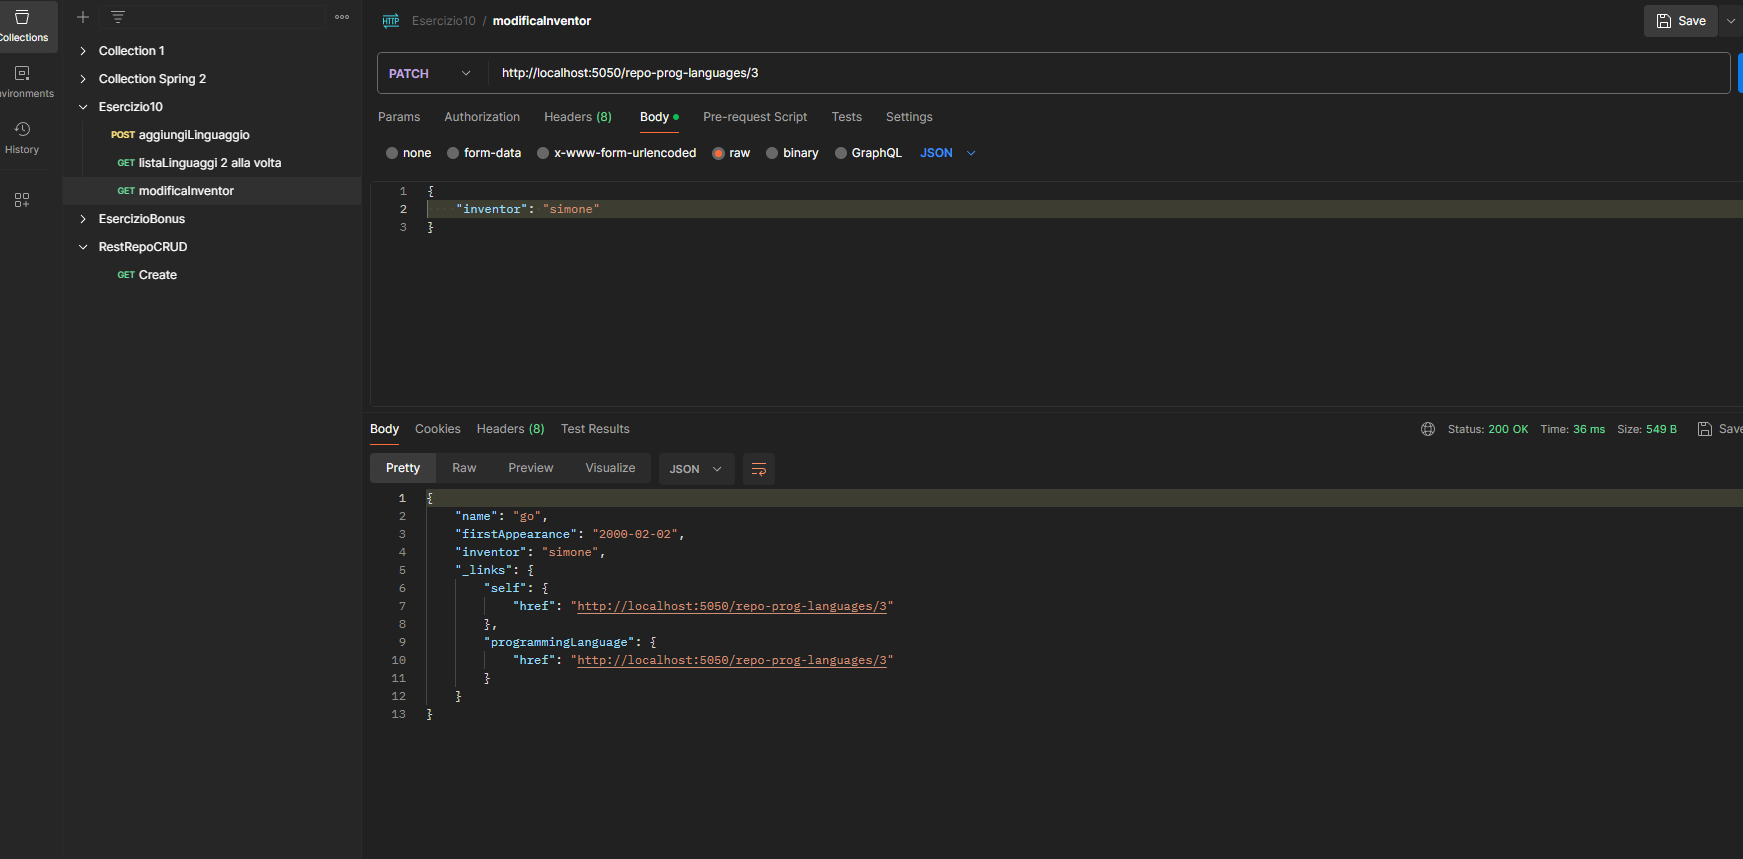 Collections
Environments
History
Collection 1
Collection Spring 2
Esercizio10
POST aggiungiLinguaggio
GET listaLinguaggi 2 alla volta
GET modificaInventor
EsercizioBonus
RestRepoCRUD
GET Create
HTTP Esercizio10 / modificaInventor
Save
PATCH http://localhost:5050/repo-prog-languages/3
Params Authorization Headers (8) Body Pre-request Script Tests Settings
none form-data x-www-form-urlencoded raw binary GraphQL JSON
1 {
2 "inventor": "simone"
3 }
Body Cookies Headers (8) Test Results
Status: 200 OK Time: 36 ms Size: 549 B Save
Pretty Raw Preview Visualize JSON
1 {
2 "name": "go",
3 "firstAppearance": "2000-02-02",
4 "inventor": "simone",
5 "_links": {
6 "self": {
7 "href": "http://localhost:5050/repo-prog-languages/3"
8 },
9 "programmingLanguage": {
10 "href": "http://localhost:5050/repo-prog-languages/3"
11 }
12 }
13 }